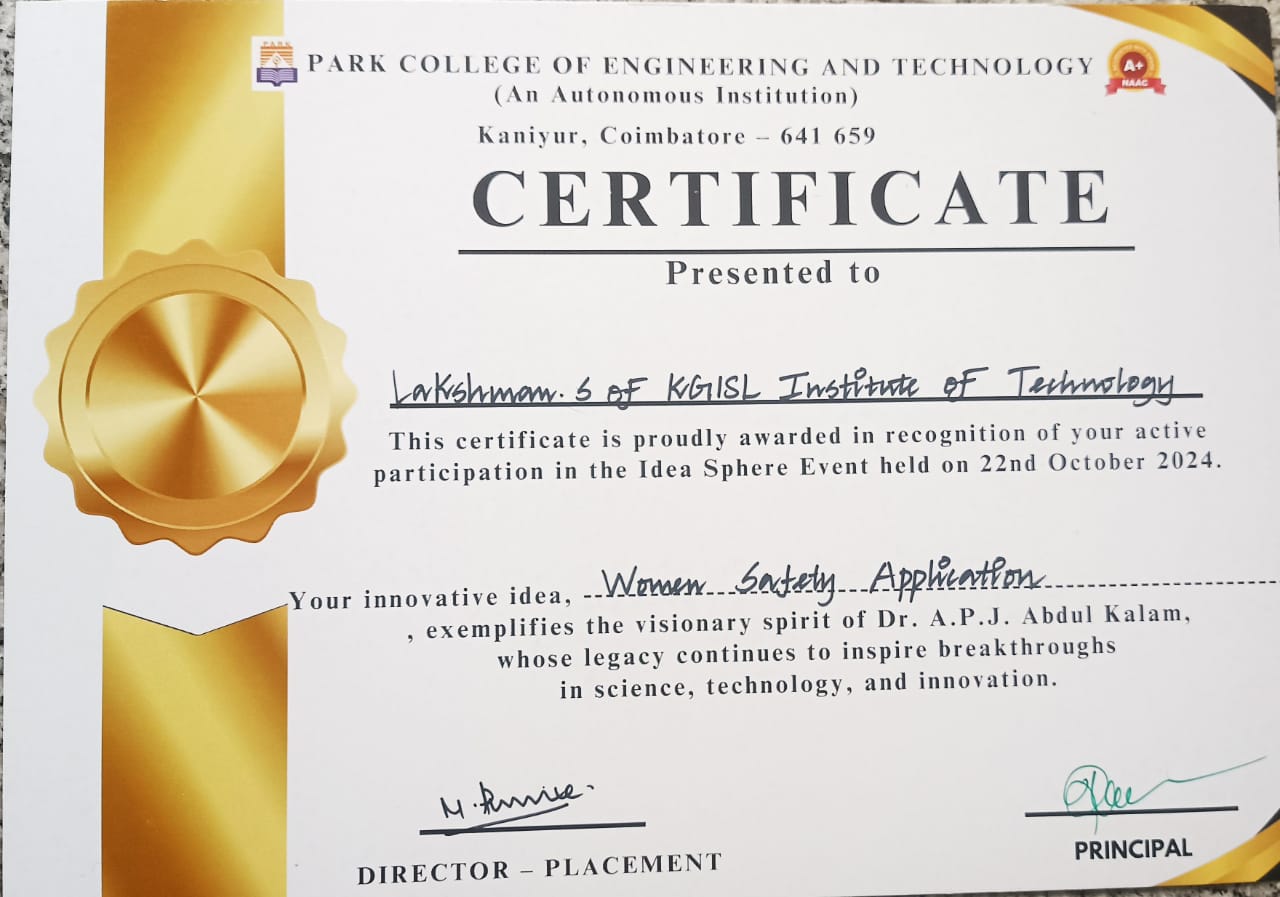 PARK
PARK COLLEGE OF ENGINEERING AND TECHNOLOGY
A+
NAAC
(An Autonomous Institution)
Kaniyur, Coimbatore – 641 659
CERTIFICATE
Presented to
Lakshman. S of KGISL Institute of Technology
This certificate is proudly awarded in recognition of your active
participation in the Idea Sphere Event held on 22nd October 2024.
Your innovative idea, Women Safety Application
, exemplifies the visionary spirit of Dr. A.P.J. Abdul Kalam,
whose legacy continues to inspire breakthroughs
in science, technology, and innovation.
DIRECTOR – PLACEMENT
PRINCIPAL